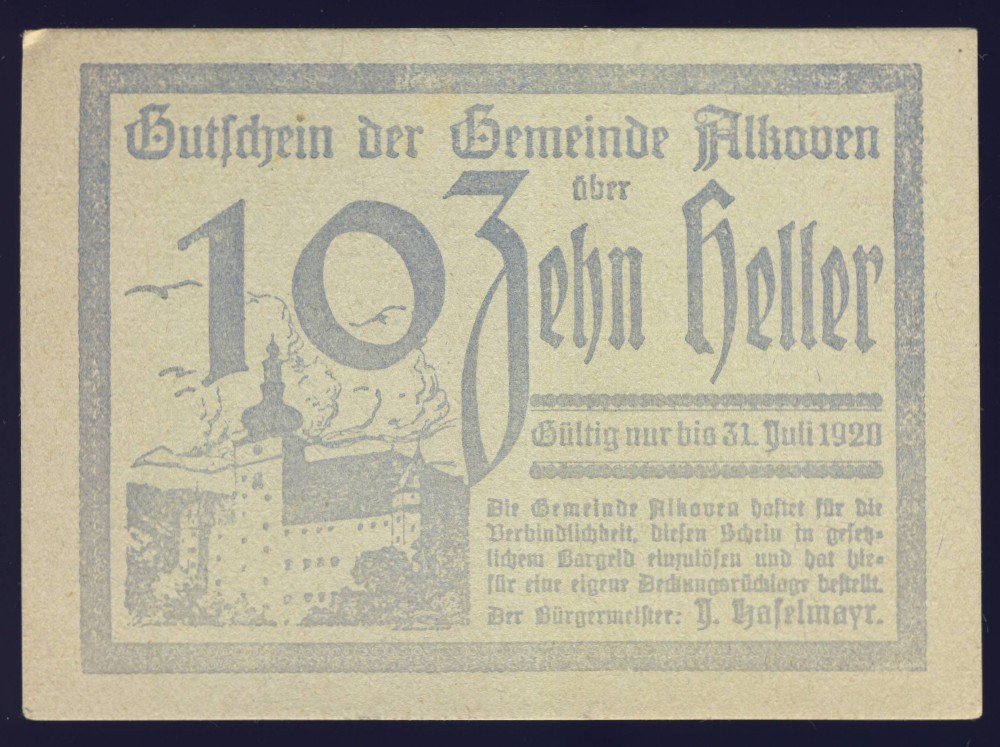 Gutschein der Gemeinde Alkoven
über
10 Zehn Heller
Gültig nur bis 31. Juli 1920
Die Gemeinde Alkoven haftet für die
Verbindlichkeit, diesen Schein in gesetz-
lichem Bargeld einzulösen und hat hie-
für eine eigene Deckungsrücklage bestellt.
Der Bürgermeister: J. Haselmayr.